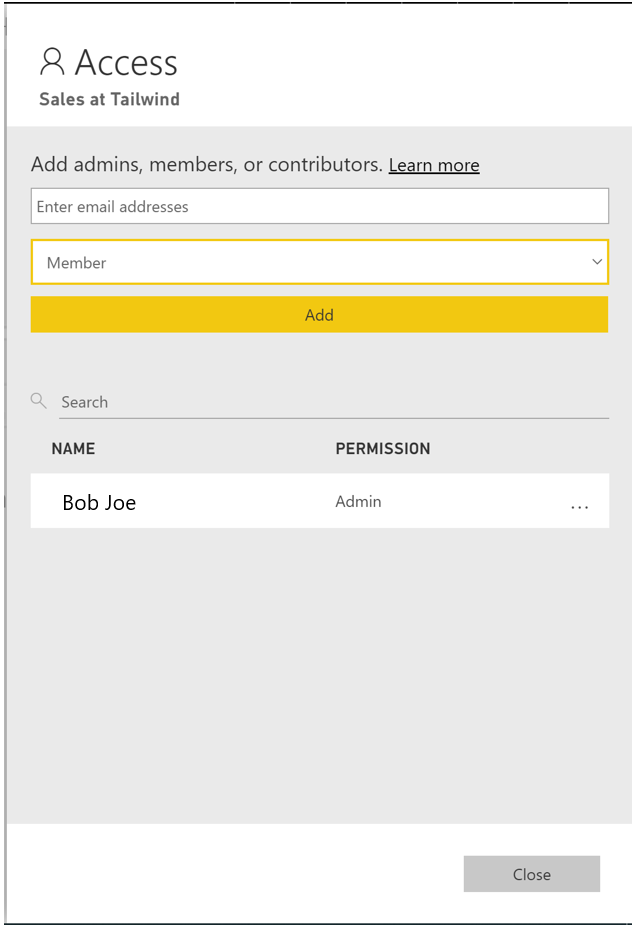 Access
Sales at Tailwind
Add admins, members, or contributors. Learn more
Enter email addresses
Member
Add
Search
NAME PERMISSION
Bob Joe Admin ...
Close